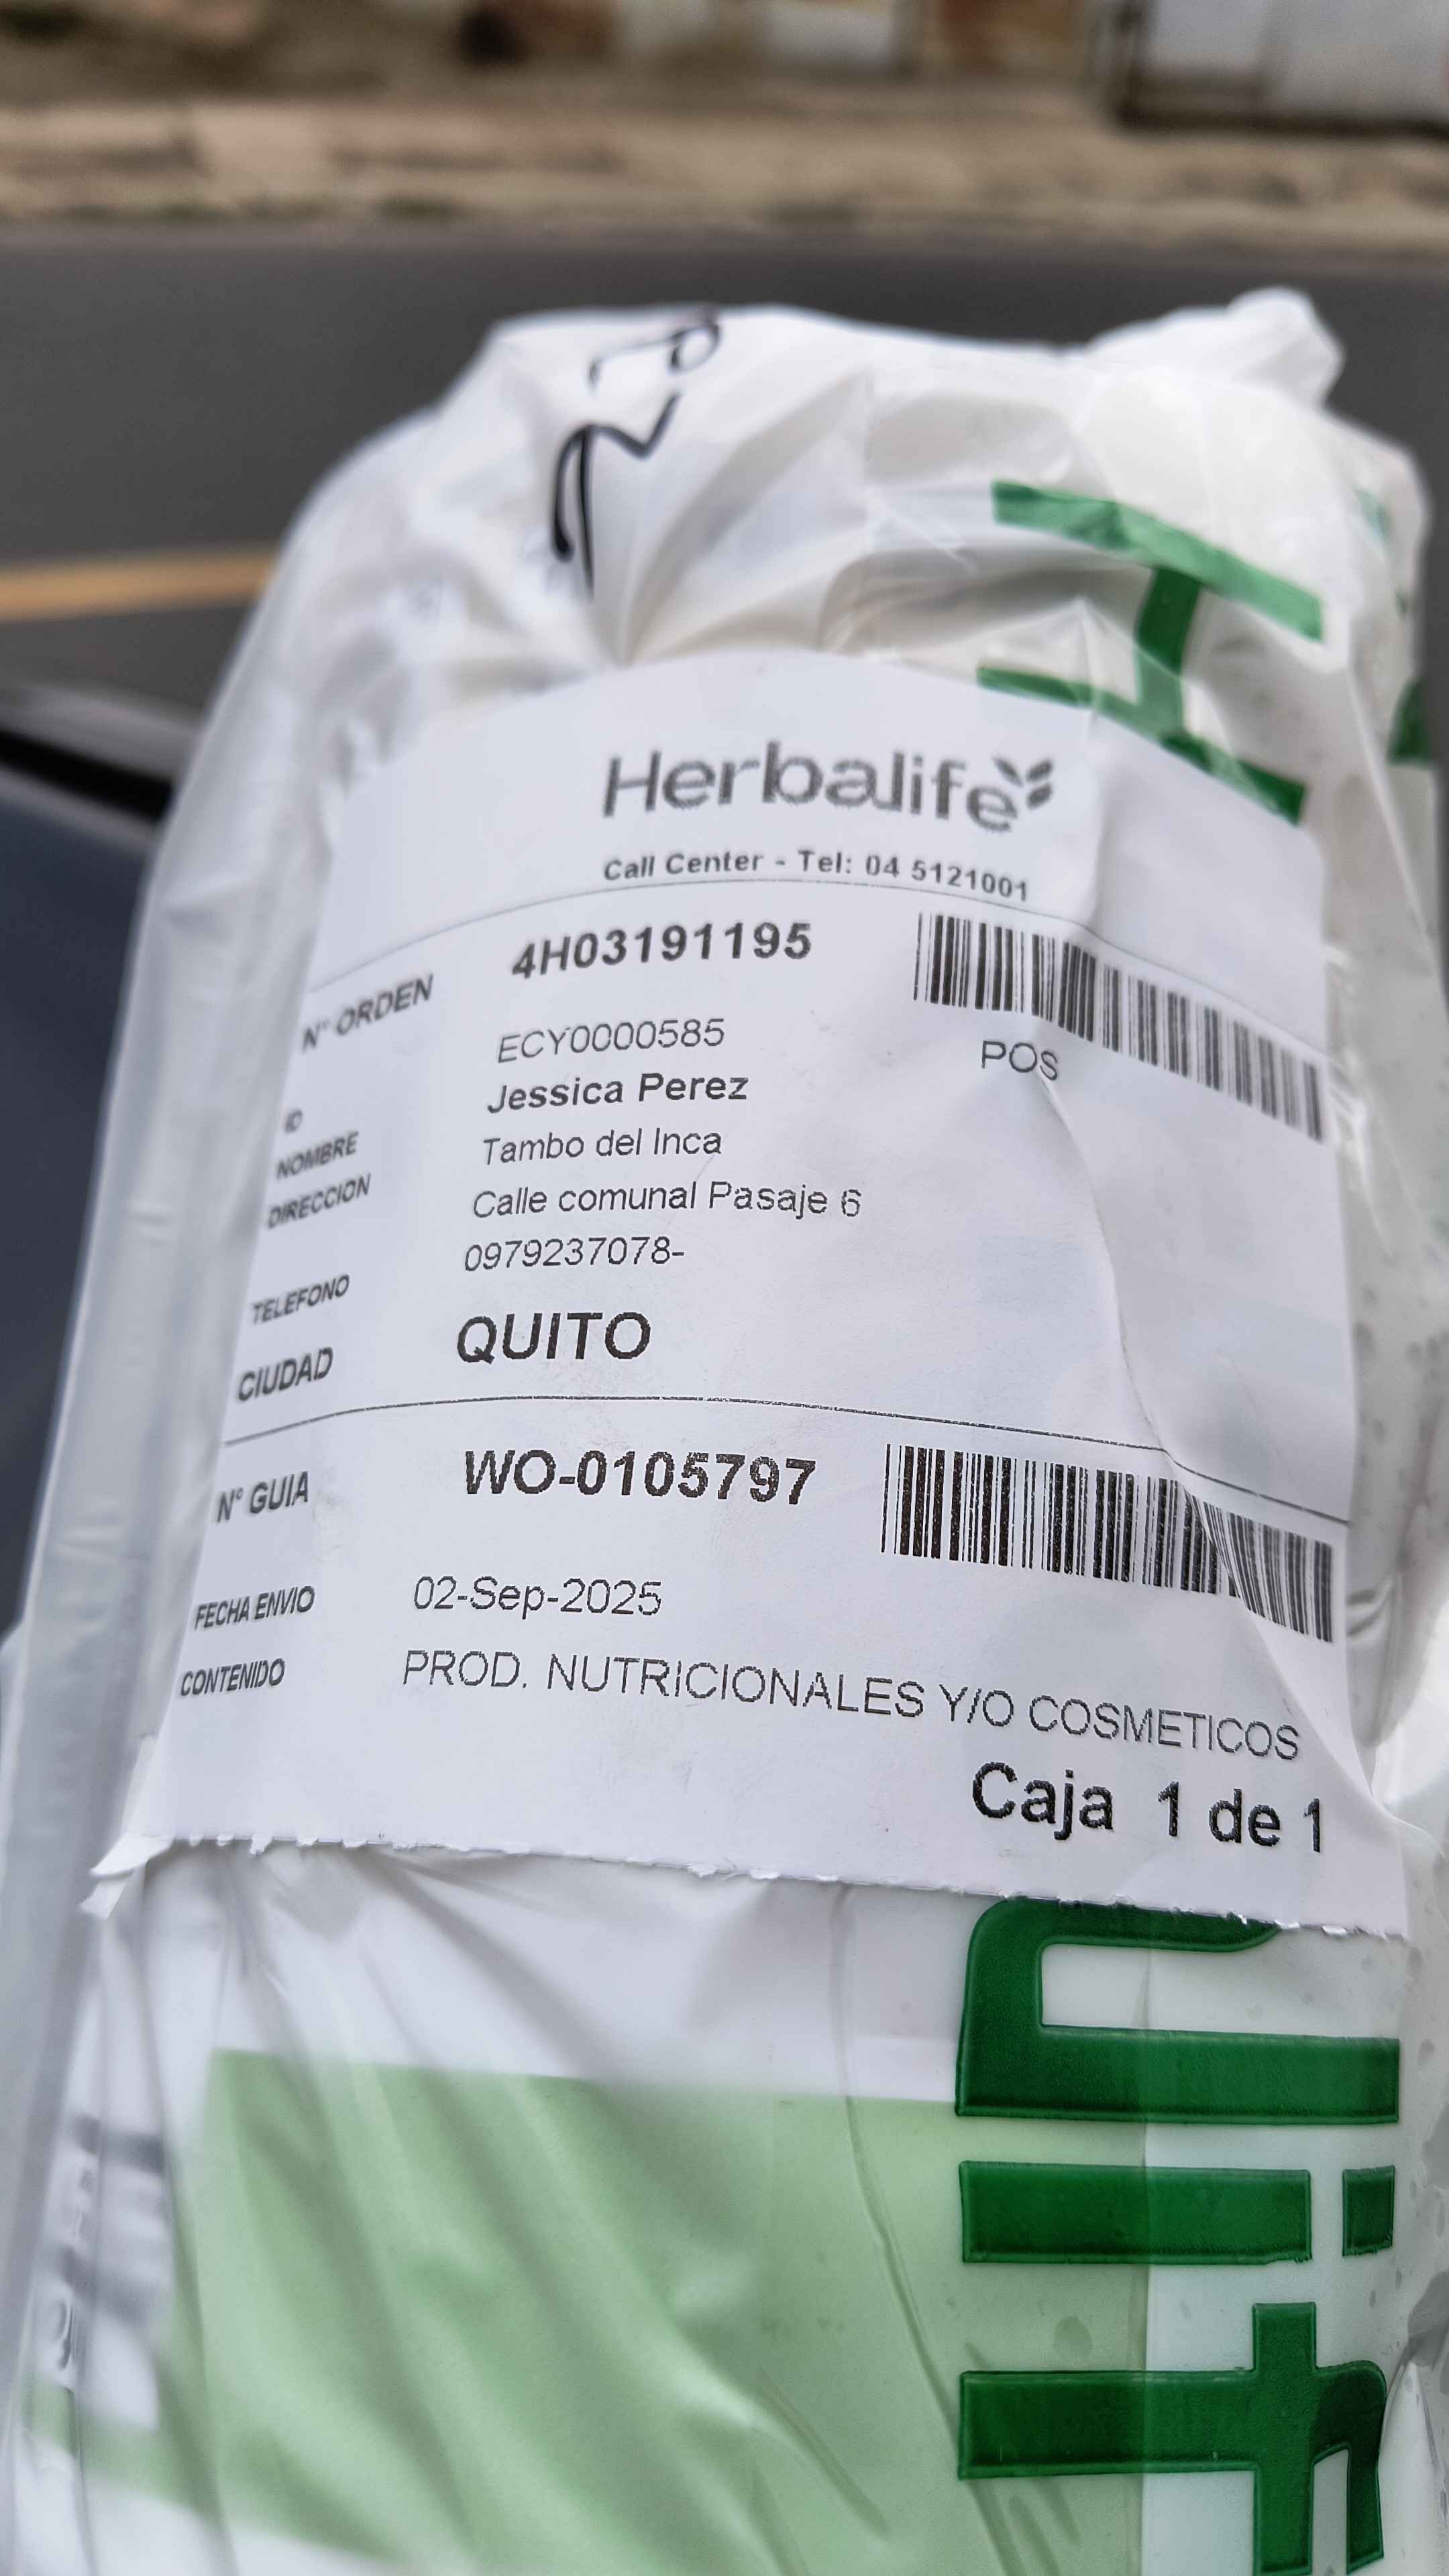 Herbalife
Call Center - Tel: 04 5121001
N° ORDEN 4H03191195
ID ECY0000585 POS
NOMBRE Jessica Perez
DIRECCION Tambo del Inca
Calle comunal Pasaje 6
TELEFONO 0979237078-
CIUDAD QUITO
N° GUIA WO-0105797
FECHA ENVIO 02-Sep-2025
CONTENIDO PROD. NUTRICIONALES Y/O COSMETICOS
Caja 1 de 1